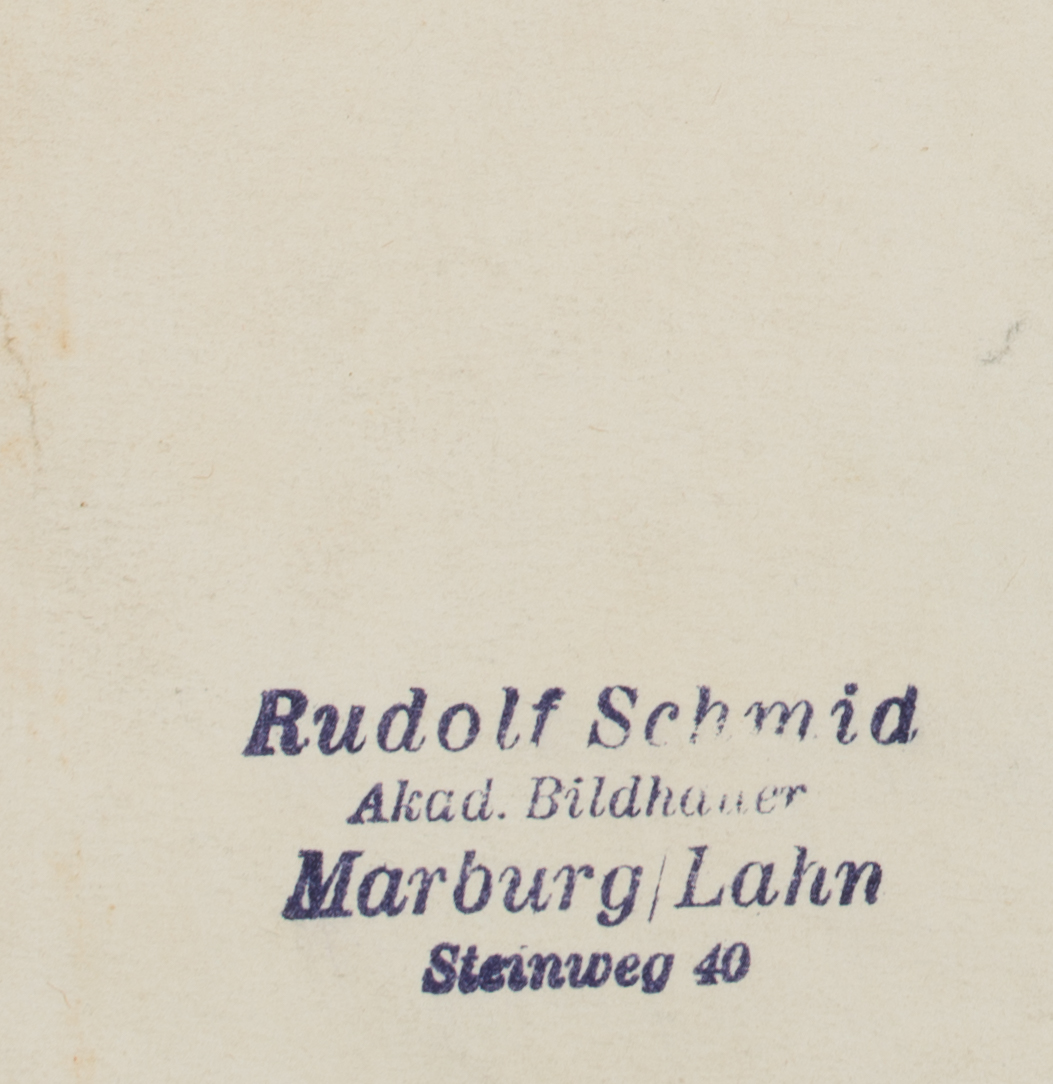 Rudolf Schmid
Akad. Bildhauer
Marburg/Lahn
Steinweg 40